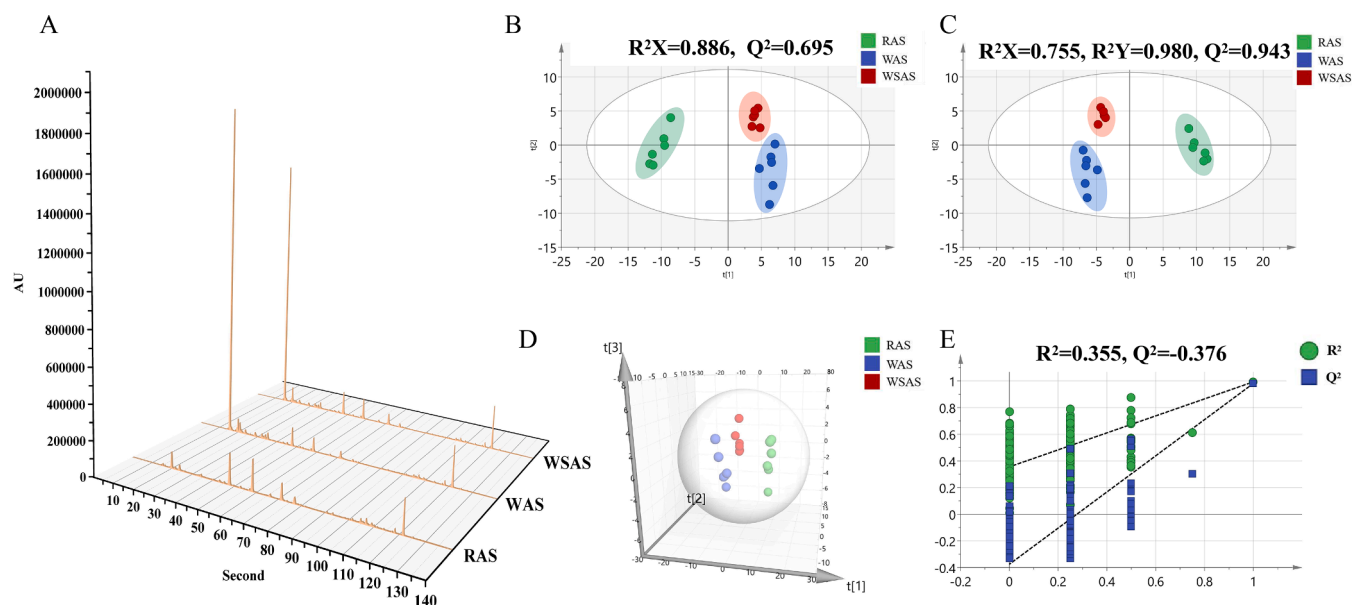 A
AU
2000000
1800000
1600000
1400000
1200000
1000000
800000
600000
400000
200000
0
10
20
30
40
50
60
70
80
90
100
110
120
130
140
Second
WSAS
WAS
RAS
B
R²X=0.886, Q²=0.695
RAS
WAS
WSAS
t[2]
10
5
0
-5
-10
-15
-25 -20 -15 -10 -5 0 5 10 15 20 25
t[1]
C
R²X=0.755, R²Y=0.980, Q²=0.943
RAS
WAS
WSAS
t[2]
10
5
0
-5
-10
-15
-25 -20 -15 -10 -5 0 5 10 15 20 25
t[1]
D
RAS
WAS
WSAS
t[3]
t[2]
t[1]
E
R²=0.355, Q²=-0.376
R²
Q²
1
0.8
0.6
0.4
0.2
0
-0.2
-0.4
-0.2 0 0.2 0.4 0.6 0.8 1